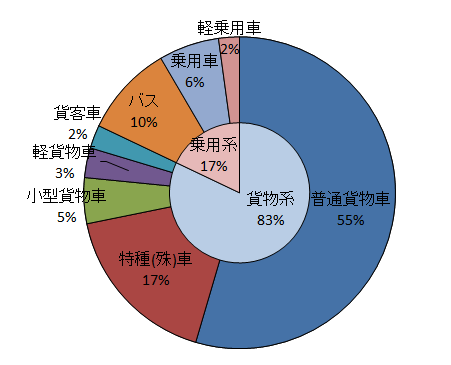 軽乗用車
2%
乗用車
6%
バス
10%
貨客車
2%
軽貨物車
3%
小型貨物車
5%
特種(殊)車
17%
普通貨物車
55%
乗用系
17%
貨物系
83%